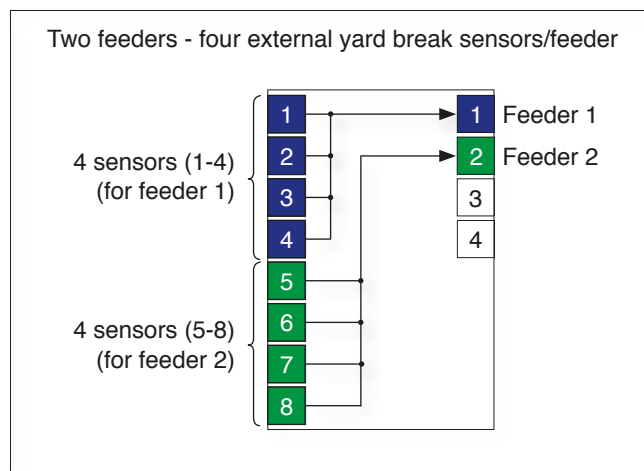 Two feeders - four external yard break sensors/feeder
4 sensors (1-4)
(for feeder 1)
1
2
3
4
4 sensors (5-8)
(for feeder 2)
5
6
7
8
1 Feeder 1
2 Feeder 2
3
4